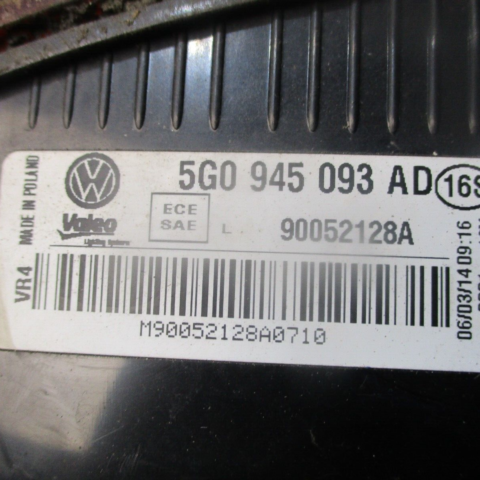 5G0 945 093 AD
16S
Valeo
Lighting Systems
ECE
SAE
L
90052128A
M90052128A0710
MADE IN POLAND
VR4
06/03/14 09:16